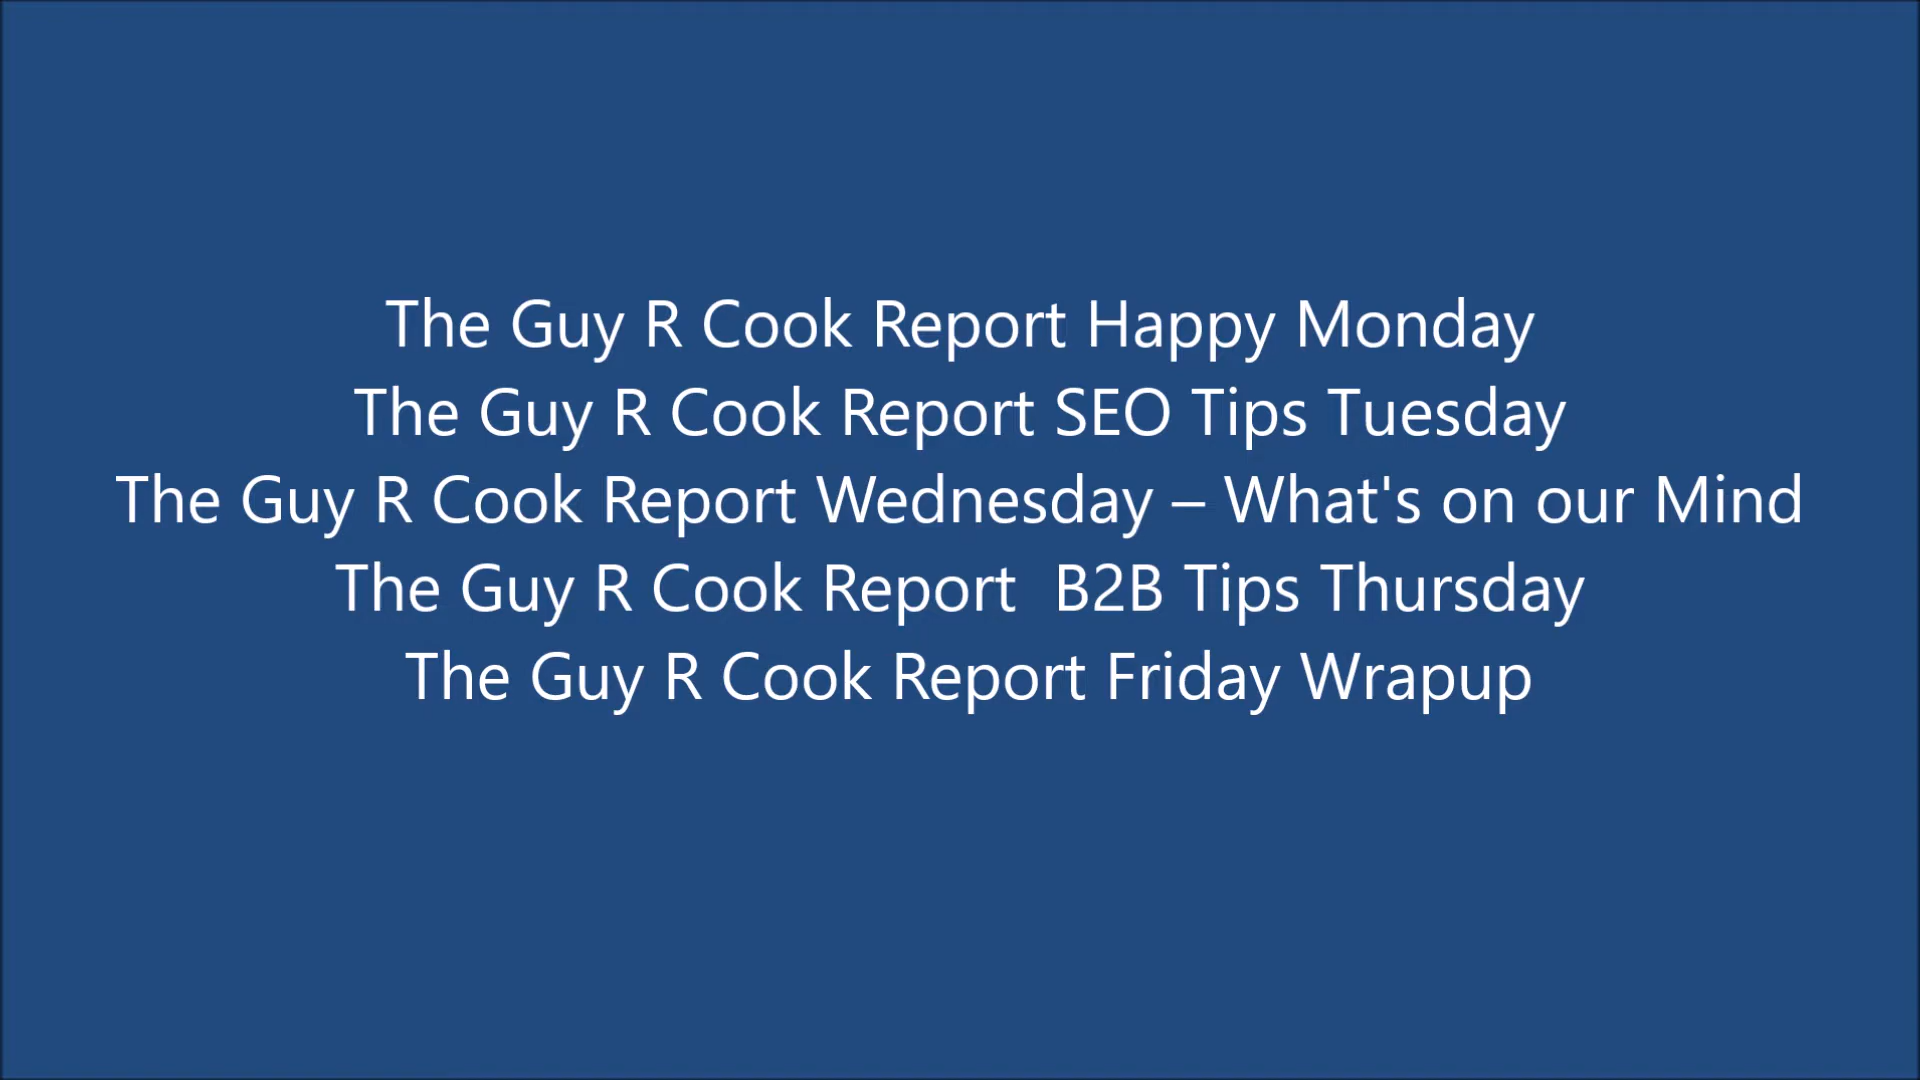 The Guy R Cook Report Happy Monday
The Guy R Cook Report SEO Tips Tuesday
The Guy R Cook Report Wednesday – What's on our Mind
The Guy R Cook Report  B2B Tips Thursday
The Guy R Cook Report Friday Wrapup